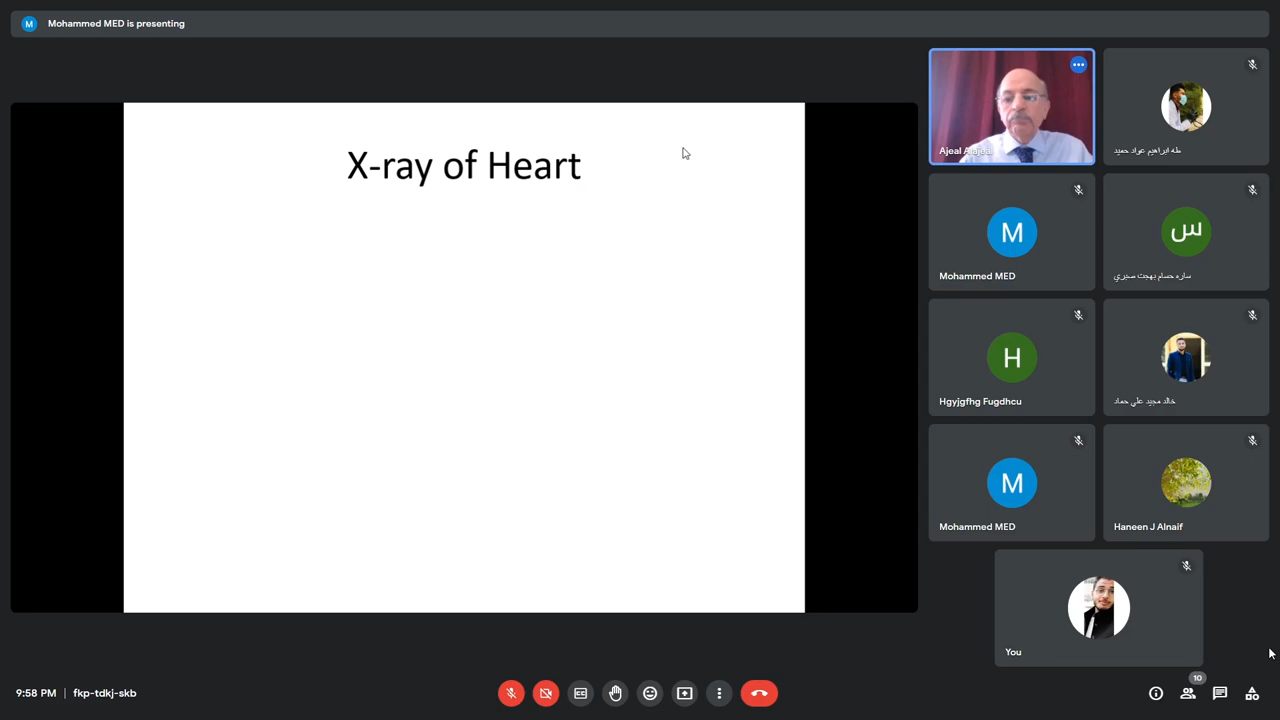 M Mohammed MED is presenting
X-ray of Heart
Ajeal
طه ابراهيم عواد حميد
M
Mohammed MED
س
ساره حسام بهجت صبري
H
Hgyjgfhg Fugdhcu
خالد مجيد علي حماد
M
Mohammed MED
Haneen J Alnaif
You
9:58 PM | fkp-tdkj-skb
CC
10